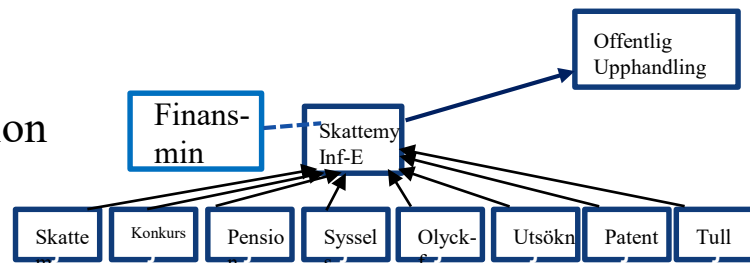 Offentlig
Upphandling
on
Finans-
min
Skattemy
Inf-E
Skatte
Konkurs
Pensio
Syssel
Olyck-
Utsökn
Patent
Tull